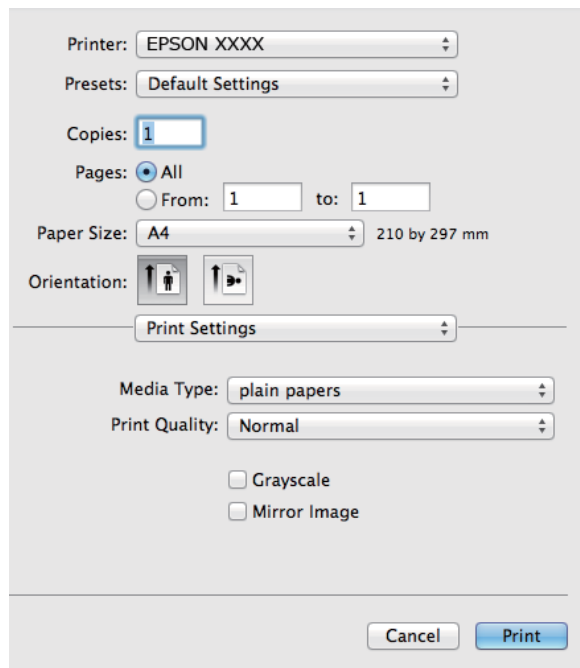 Printer: EPSON XXXX
Presets: Default Settings
Copies: 1
Pages: All
From: 1 to: 1
Paper Size: A4 210 by 297 mm
Orientation:
Print Settings
Media Type: plain papers
Print Quality: Normal
Grayscale
Mirror Image
Cancel Print